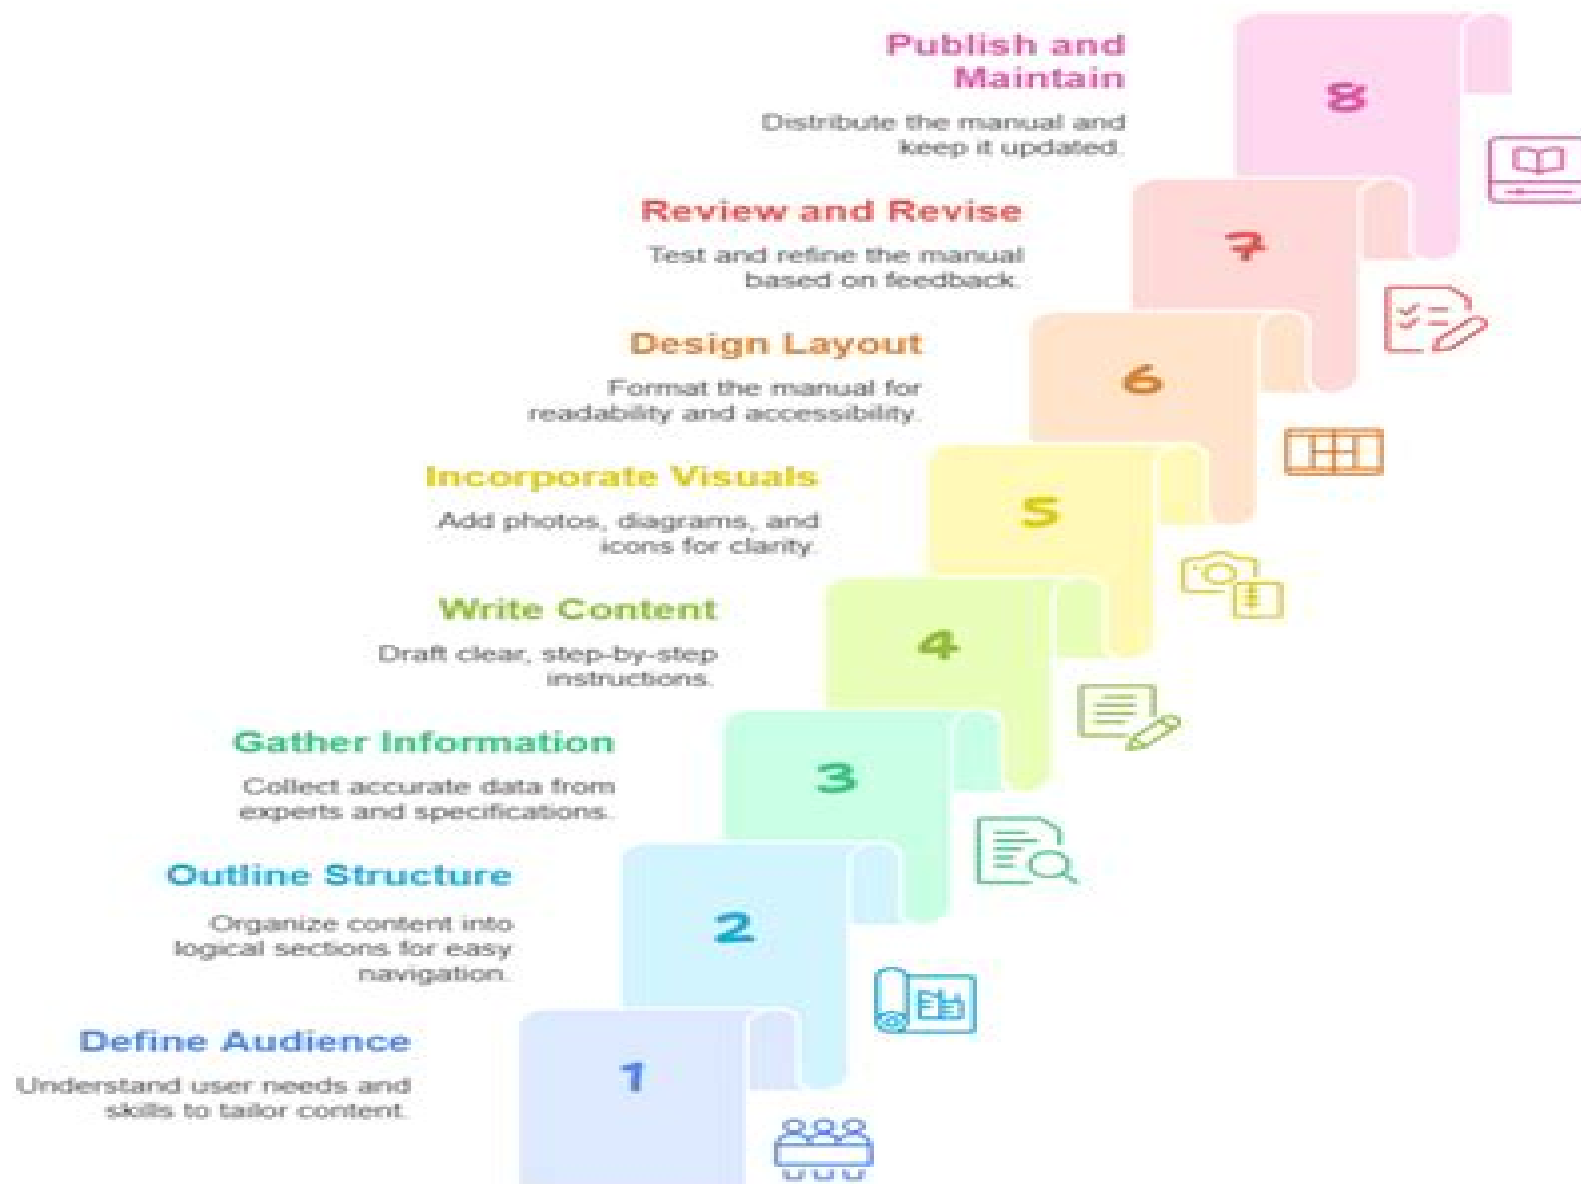 Publish and
Maintain
8
Distribute the manual and
keep it updated.
Review and Revise
7
Test and refine the manual
based on feedback.
Design Layout
6
Format the manual for
readability and accessibility.
Incorporate Visuals
5
Add photos, diagrams, and
icons for clarity.
Write Content
4
Draft clear, step-by-step
instructions.
Gather Information
3
Collect accurate data from
experts and specifications.
Outline Structure
2
Organize content into
logical sections for easy
navigation.
Define Audience
1
Understand user needs and
skills to tailor content.